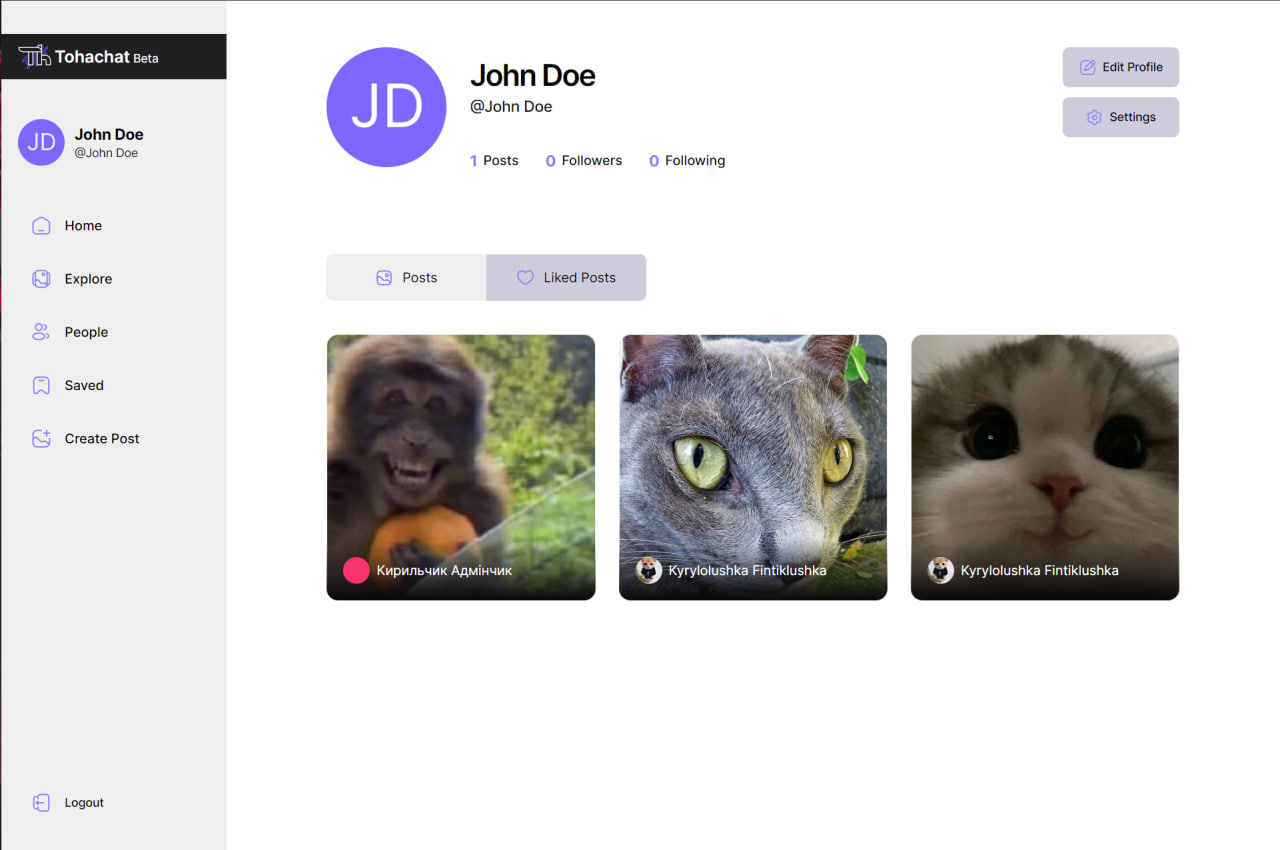 Tohachat Beta
JD
John Doe
@John Doe
Home
Explore
People
Saved
Create Post
Logout
JD
John Doe
@John Doe
1 Posts
0 Followers
0 Following
Edit Profile
Settings
Posts
Liked Posts
Кирильчик Адмінчик
Kyrylolushka Fintiklushka
Kyrylolushka Fintiklushka